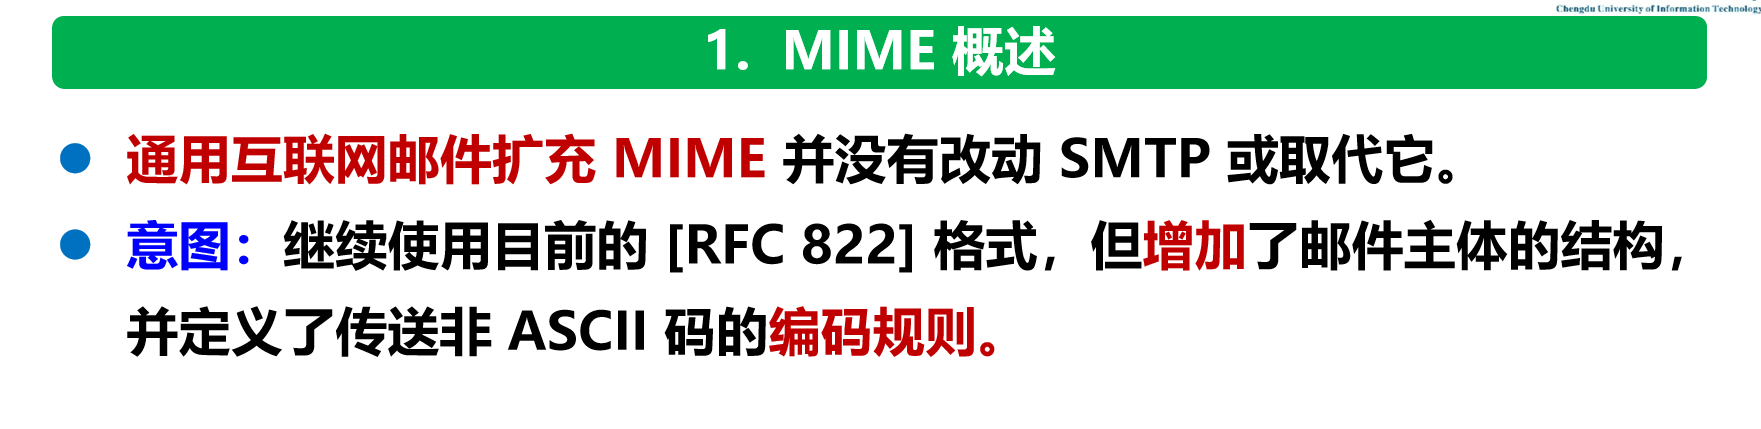 Chengdu University of Information Technology
1. MIME 概述
● 通用互联网邮件扩充 MIME 并没有改动 SMTP 或取代它。
● 意图：继续使用目前的 [RFC 822] 格式，但增加了邮件主体的结构，
并定义了传送非 ASCII 码的编码规则。